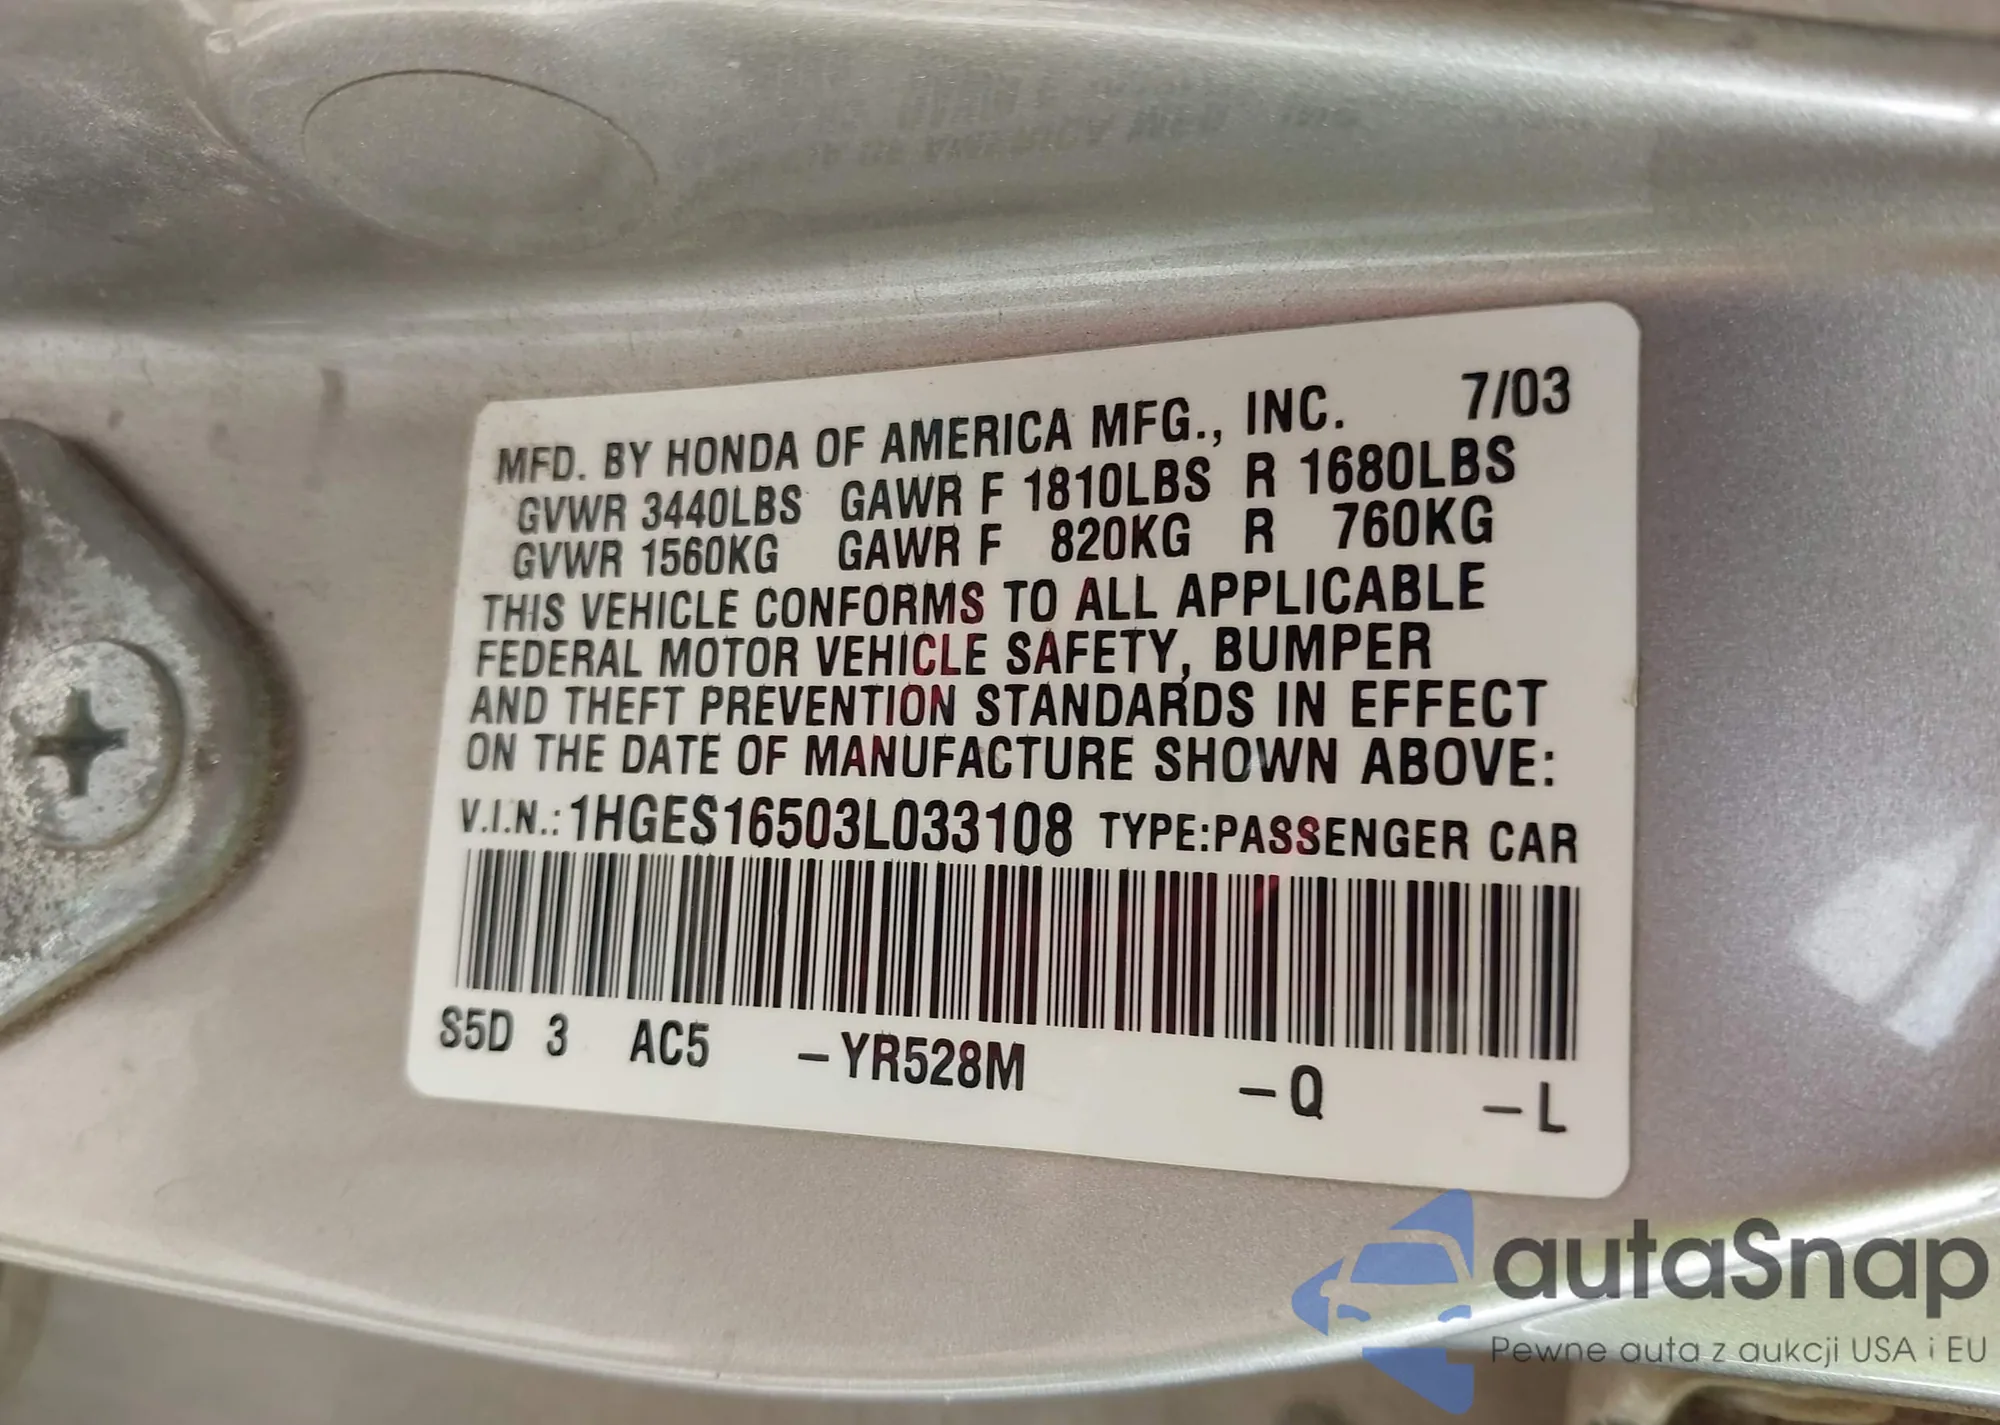 MFD. BY HONDA OF AMERICA MFG., INC. 7/03
GVWR 3440LBS GAWR F 1810LBS R 1680LBS
GVWR 1560KG GAWR F 820KG R 760KG
THIS VEHICLE CONFORMS TO ALL APPLICABLE
FEDERAL MOTOR VEHICLE SAFETY, BUMPER
AND THEFT PREVENTION STANDARDS IN EFFECT
ON THE DATE OF MANUFACTURE SHOWN ABOVE:
V.I.N.: 1HGES16503L033108 TYPE:PASSENGER CAR
S5D 3 AC5 –YR528M –Q –L
autaSnap
Pewne auta z aukcji USA i EU